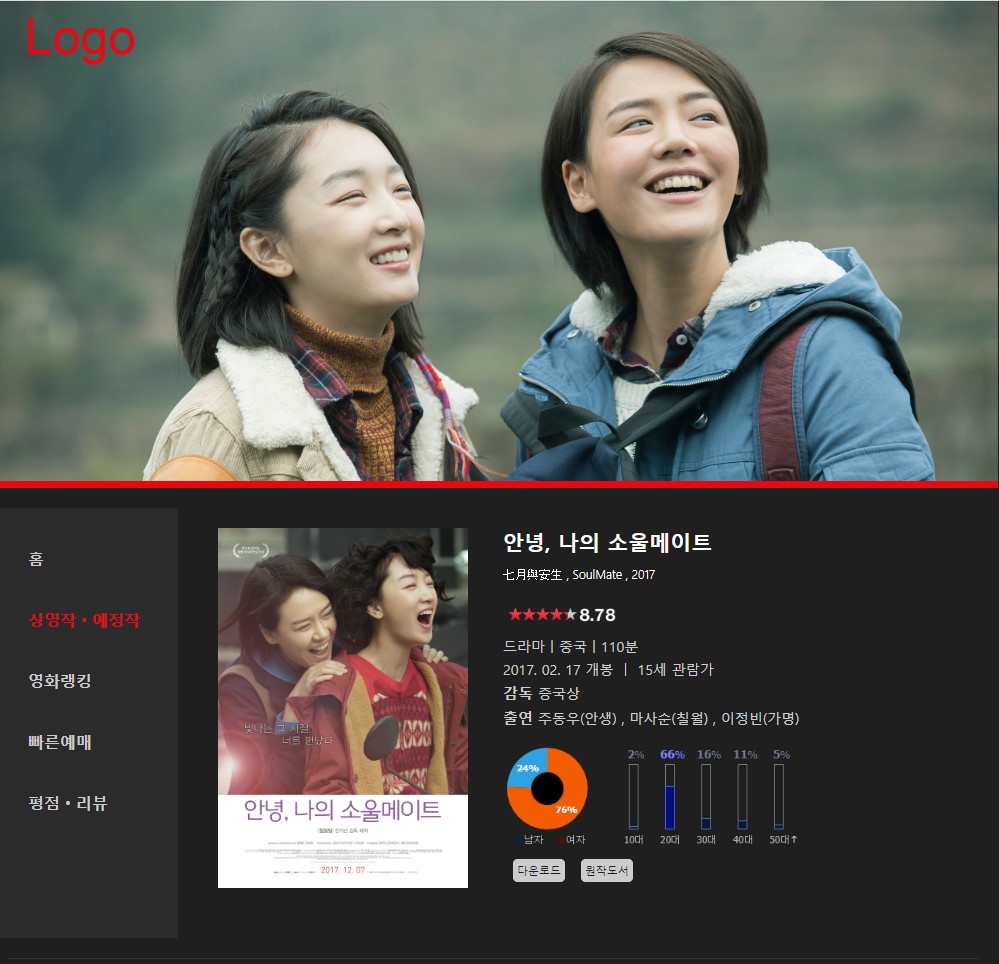 Logo
홈
상영작・예정작
영화랭킹
빠른예매
평점・리뷰
빛나는 그 시절,
너를 만났다
안녕, 나의 소울메이트
2017. 12. 07
안녕, 나의 소울메이트
七月與安生 , SoulMate , 2017
★★★★★8.78
드라마 | 중국 | 110분
2017. 02. 17 개봉 | 15세 관람가
감독 증국상
출연 주동우(안생) , 마사순(칠월) , 이정빈(가명)
24%
76%
남자 여자
2% 66% 16% 11% 5%
10대 20대 30대 40대 50대↑
다운로드 원작도서